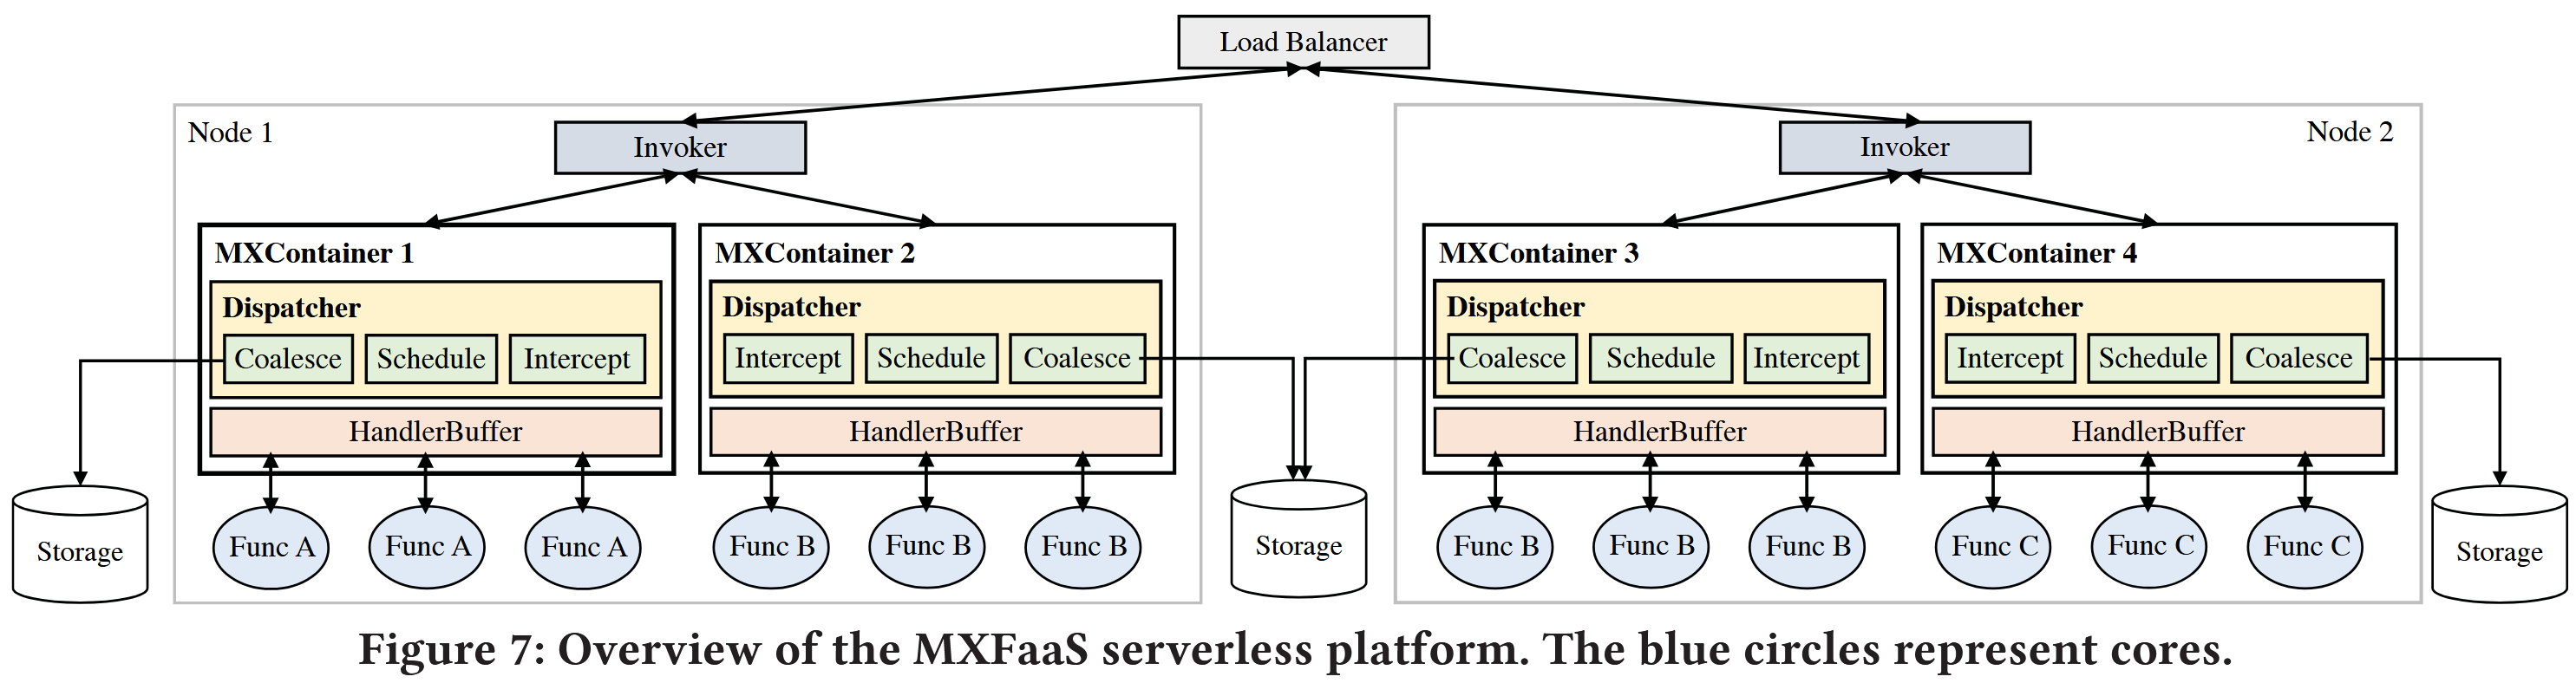 Load Balancer
Node 1
Invoker
Invoker
Node 2
MXContainer 1
MXContainer 2
MXContainer 3
MXContainer 4
Dispatcher
Dispatcher
Dispatcher
Dispatcher
Coalesce Schedule Intercept
Intercept Schedule Coalesce
Coalesce Schedule Intercept
Intercept Schedule Coalesce
HandlerBuffer
HandlerBuffer
HandlerBuffer
HandlerBuffer
Storage
Func A Func A Func A
Func B Func B Func B
Storage
Func B Func B Func B
Func C Func C Func C
Storage
Figure 7: Overview of the MXFaaS serverless platform. The blue circles represent cores.